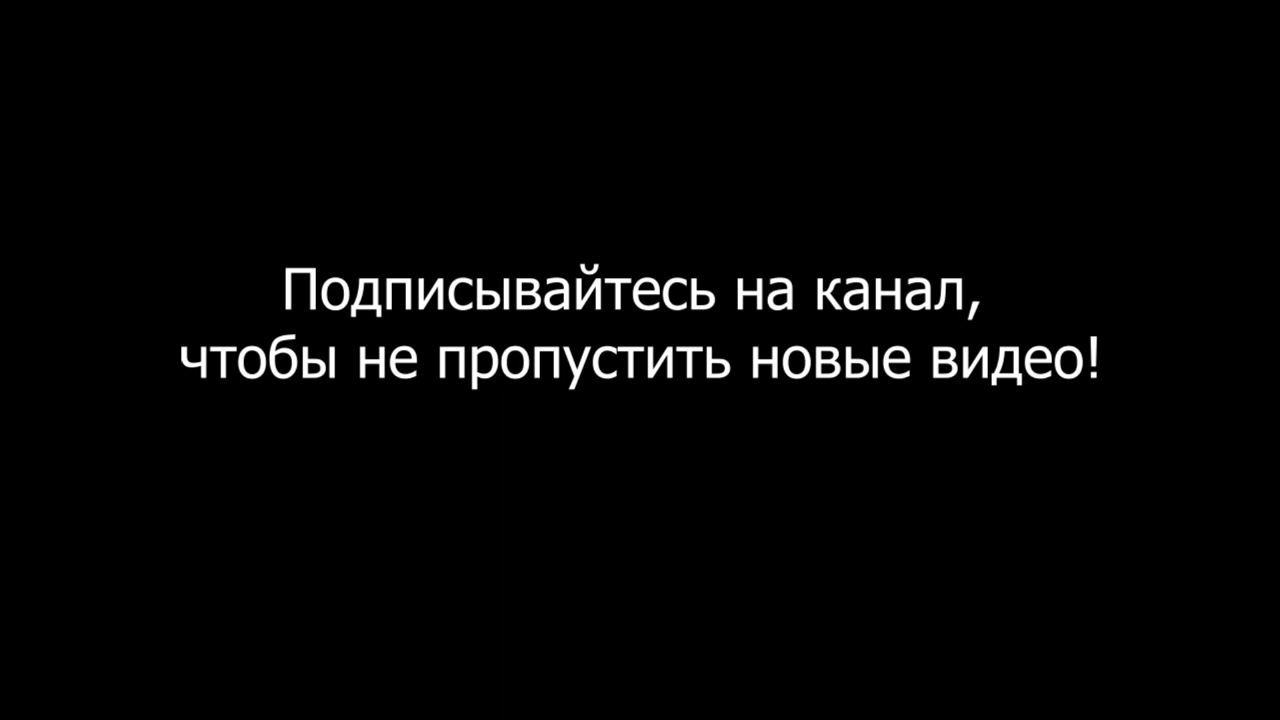 Подписывайтесь на канал,
чтобы не пропустить новые видео!